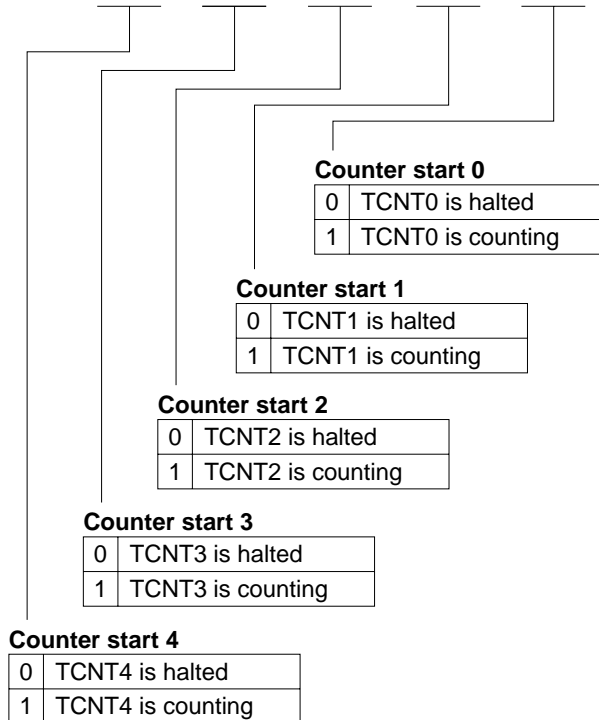 Counter start 0
0 TCNT0 is halted
1 TCNT0 is counting
Counter start 1
0 TCNT1 is halted
1 TCNT1 is counting
Counter start 2
0 TCNT2 is halted
1 TCNT2 is counting
Counter start 3
0 TCNT3 is halted
1 TCNT3 is counting
Counter start 4
0 TCNT4 is halted
1 TCNT4 is counting